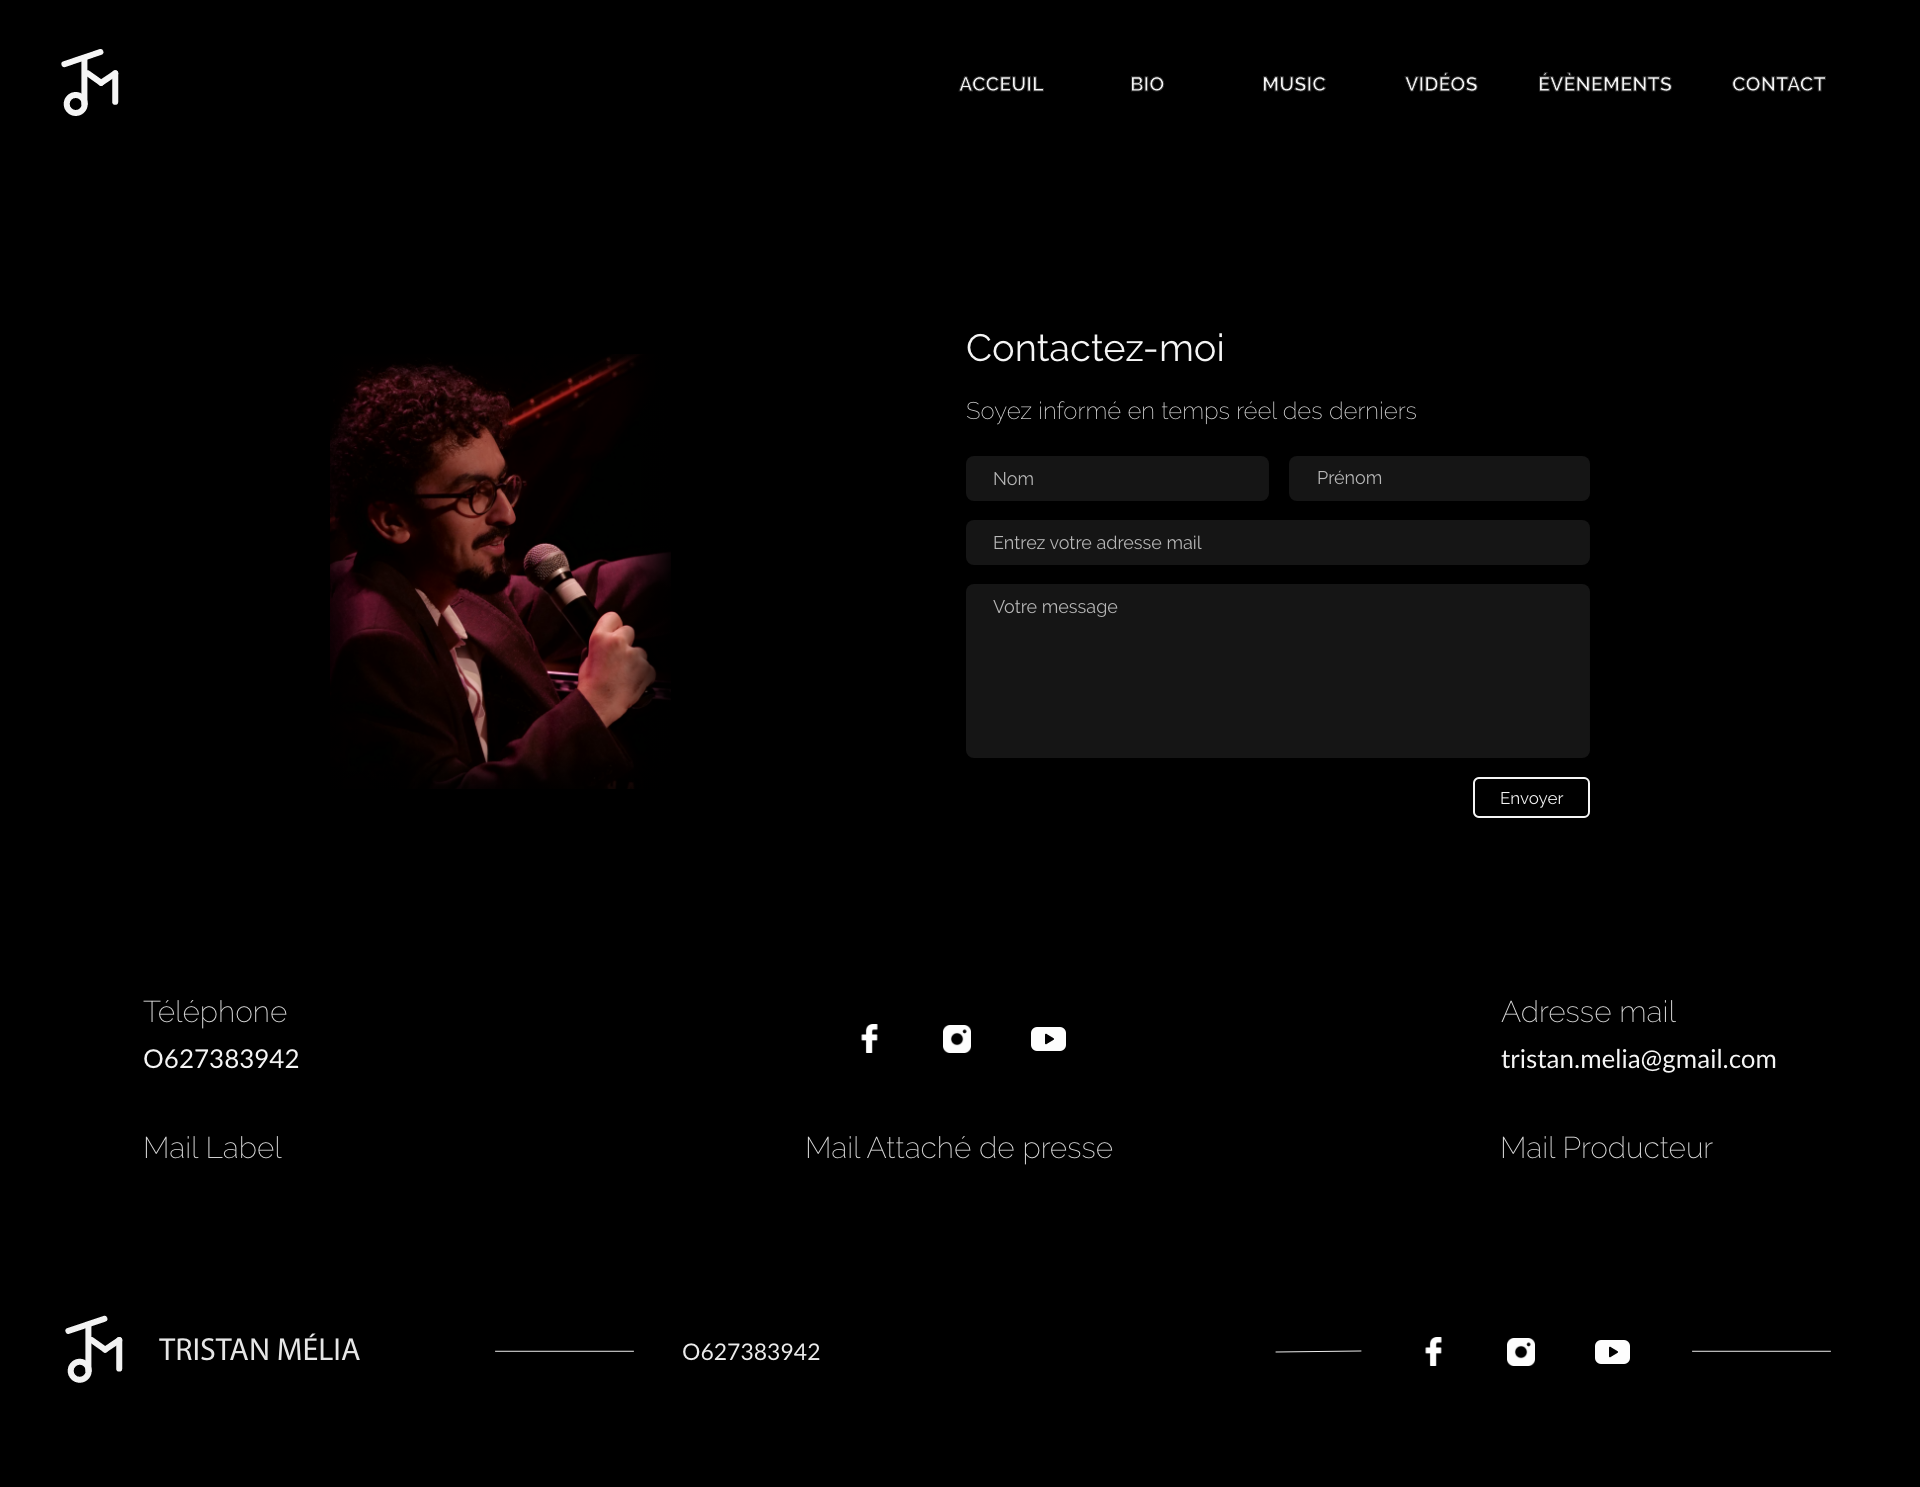 TM
ACCEUIL BIO MUSIC VIDÉOS ÉVÈNEMENTS CONTACT
Contactez-moi
Soyez informé en temps réel des derniers
Nom Prénom
Entrez votre adresse mail
Votre message
Envoyer
Téléphone
0627383942
Adresse mail
tristan.melia@gmail.com
Mail Label
Mail Attaché de presse
Mail Producteur
TM TRISTAN MÉLIA 0627383942